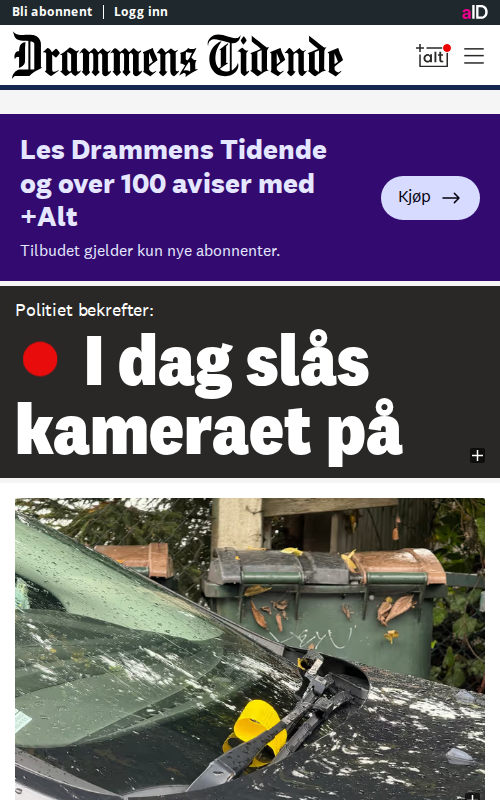 Bli abonnent | Logg inn
aID
Drammens Tidende
+alt
Les Drammens Tidende
og over 100 aviser med
+Alt
Kjøp →
Tilbudet gjelder kun nye abonnenter.
Politiet bekrefter:
I dag slås
kameraet på
+